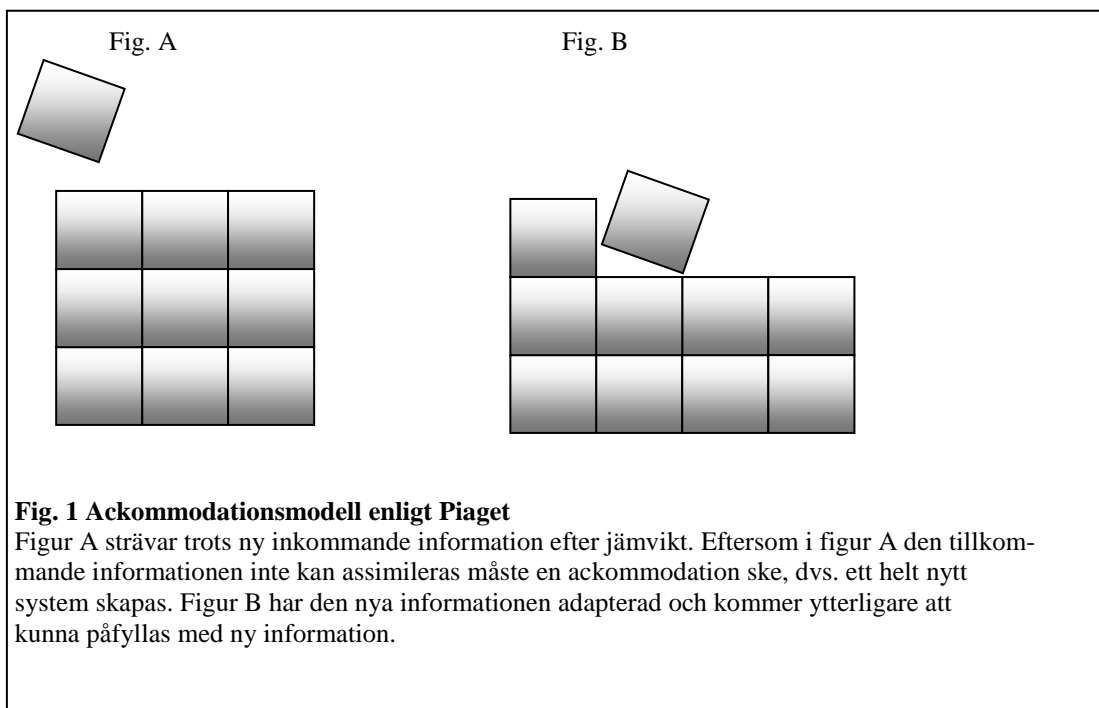 Fig. A Fig. B
Fig. 1 Ackommodationsmodell enligt Piaget
Figur A strävar trots ny inkommande information efter jämvikt. Eftersom i figur A den tillkom-
mande informationen inte kan assimileras måste en ackommodation ske, dvs. ett helt nytt
system skapas. Figur B har den nya informationen adapterad och kommer ytterligare att
kunna påfyllas med ny information.